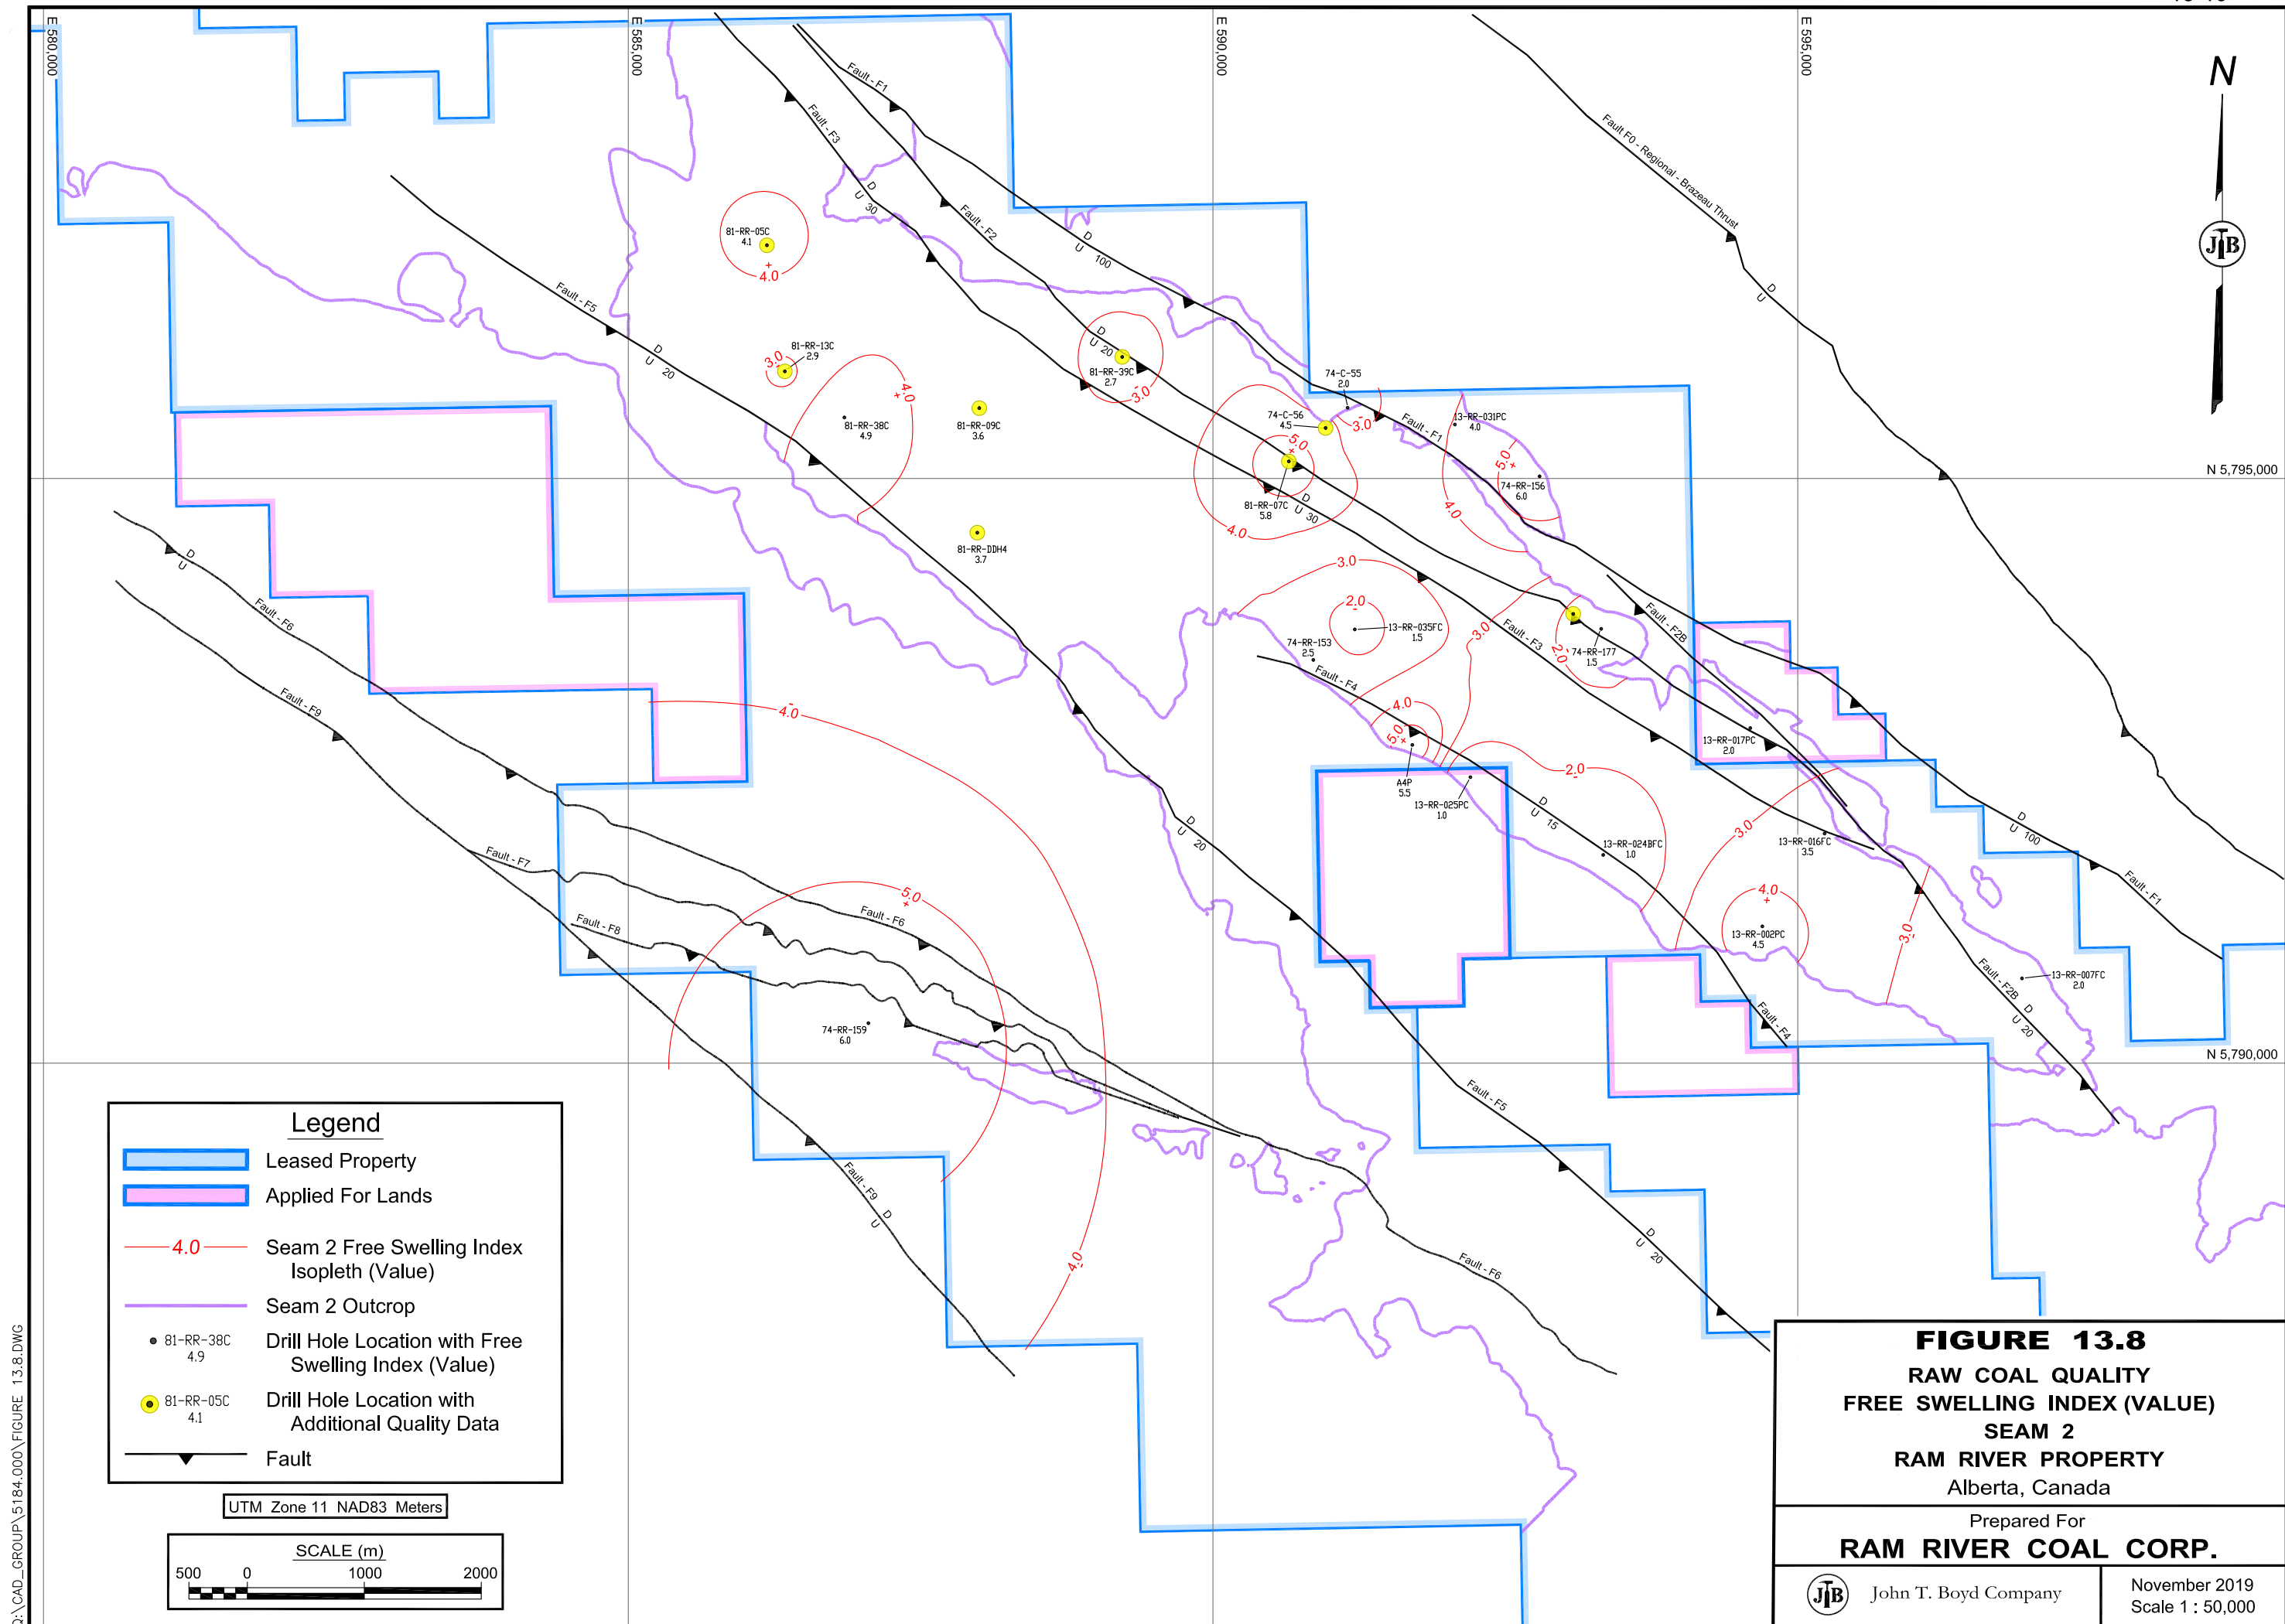 E 580,000
E 585,000
E 590,000
E 595,000
N
JTB
N 5,795,000
N 5,790,000
Fault - F1
Fault - F3
Fault - F2
Fault F0 - Regional - Brazeau Thrust
D
U 30
D
U 100
D
U
81-RR-05C
4.1
4.0
Fault - F5
D
U 20
81-RR-13C
2.9
3.0
81-RR-38C
4.9
4.0
81-RR-09C
3.6
81-RR-DDH4
3.7
D
U 20
81-RR-39C
2.7
3.0
74-C-55
2.0
3.0
74-C-56
4.5
5.0
81-RR-07C
5.8
4.0
D
U 30
Fault - F1
13-RR-031PC
4.0
5.0
74-RR-156
6.0
4.0
3.0
2.0
13-RR-035FC
1.5
74-RR-153
2.5
Fault - F4
3.0
Fault - F3
2.0
74-RR-177
1.5
Fault - F2B
4.0
5.0
A4P
5.5
13-RR-025PC
1.0
2.0
D
U 15
13-RR-024BFC
1.0
13-RR-017PC
2.0
3.0
13-RR-016FC
3.5
4.0
13-RR-002PC
4.5
3.0
Fault - F2B
D
U 20
13-RR-007FC
2.0
D
U 100
Fault - F1
Fault - F4
D
U
Fault - F6
Fault - F9
4.0
Fault - F7
Fault - F8
5.0
Fault - F6
74-RR-159
6.0
D
U 20
Fault - F5
D
U 20
Fault - F9
D
U
4.0
Fault - F6
Legend
Leased Property
Applied For Lands
4.0
Seam 2 Free Swelling Index
Isopleth (Value)
Seam 2 Outcrop
81-RR-38C
4.9
Drill Hole Location with Free
Swelling Index (Value)
81-RR-05C
4.1
Drill Hole Location with
Additional Quality Data
Fault
UTM Zone 11 NAD83 Meters
SCALE (m)
500 0 1000 2000
FIGURE 13.8
RAW COAL QUALITY
FREE SWELLING INDEX (VALUE)
SEAM 2
RAM RIVER PROPERTY
Alberta, Canada
Prepared For
RAM RIVER COAL CORP.
JTB
John T. Boyd Company
November 2019
Scale 1 : 50,000
Q:\CAD_GROUP\5184.000\FIGURE 13.8.DWG